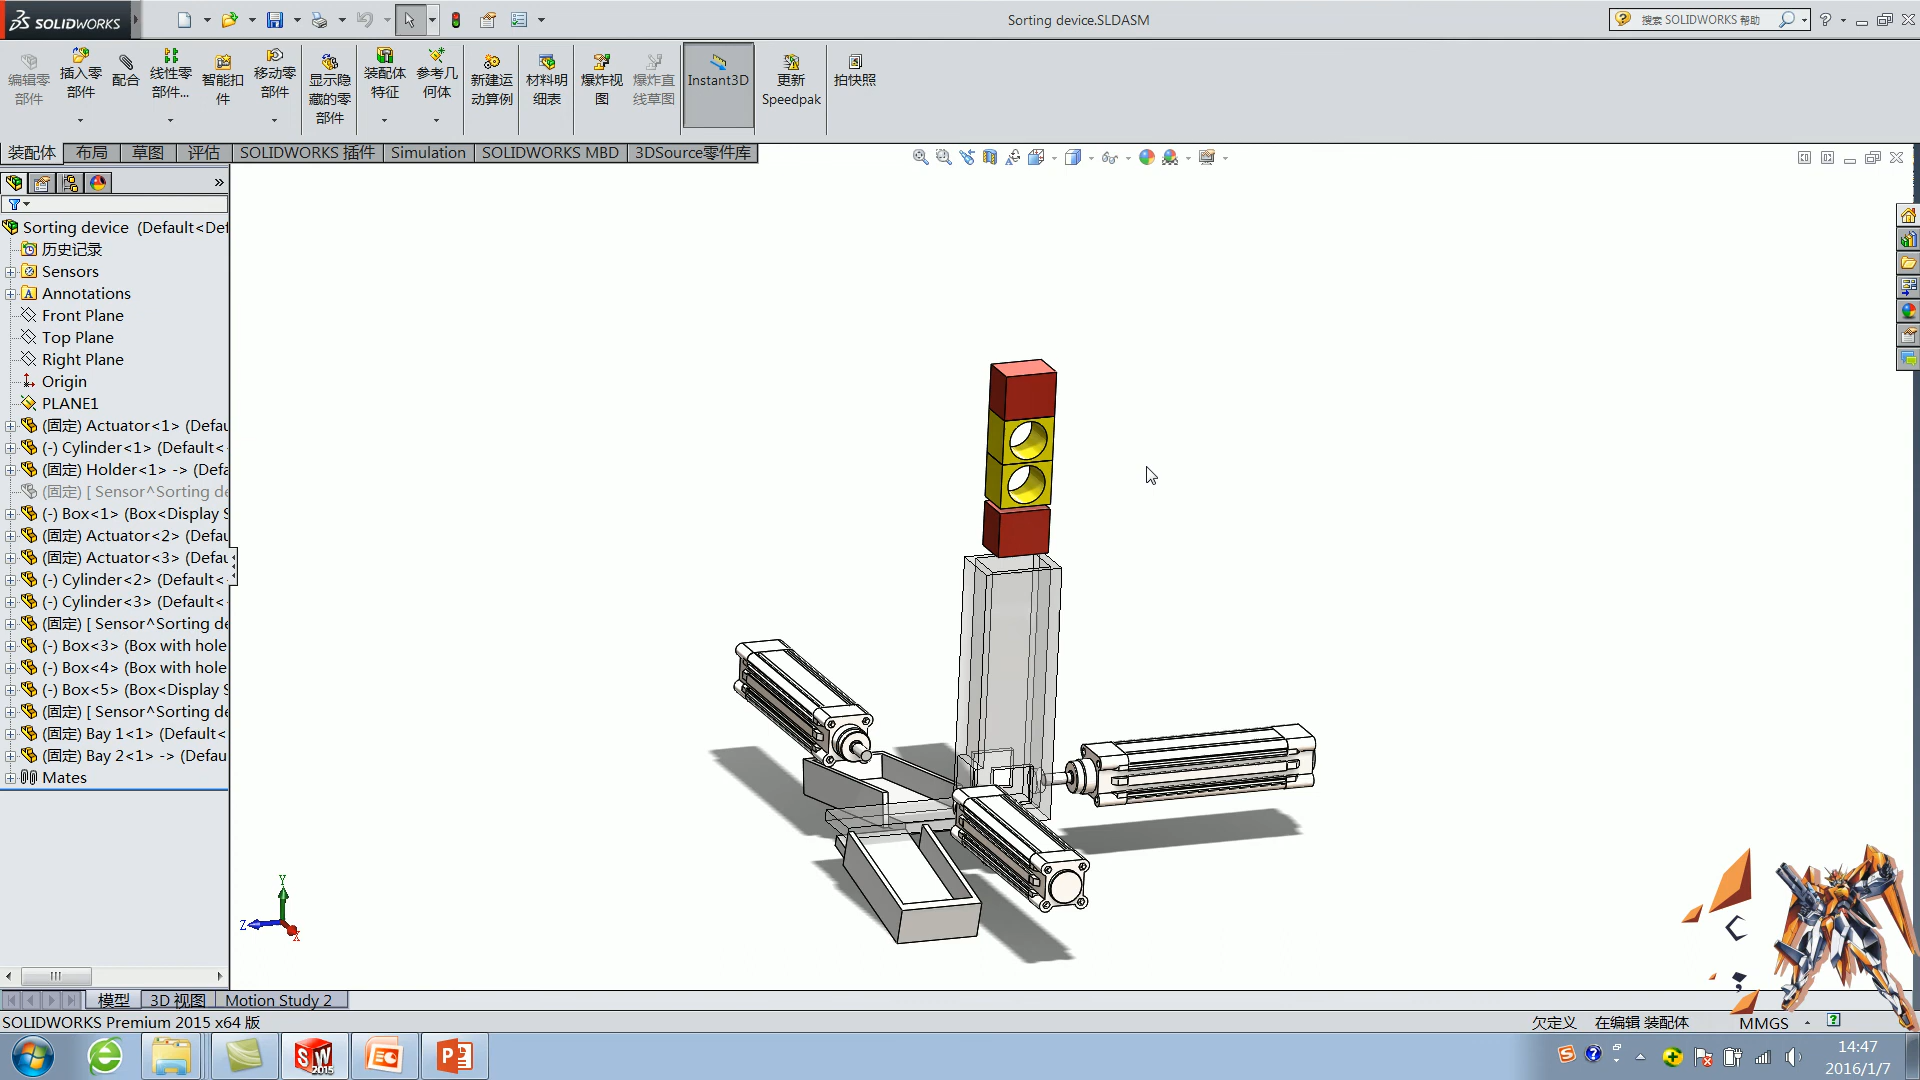 SOLIDWORKS
Sorting device.SLDASM
搜索 SOLIDWORKS 帮助
编辑零部件
插入零部件
配合
线性零部件...
智能扣件
移动零部件
显示隐藏的零部件
装配体特征
参考几何体
新建运动算例
材料明细表
爆炸视图
爆炸直线草图
Instant3D
更新 Speedpak
拍快照
装配体 布局 草图 评估 SOLIDWORKS 插件 Simulation SOLIDWORKS MBD 3DSource零件库
Sorting device (Default<Def
历史记录
Sensors
Annotations
Front Plane
Top Plane
Right Plane
Origin
PLANE1
(固定) Actuator<1> (Defau
(-) Cylinder<1> (Default<
(固定) Holder<1> -> (Defa
(固定) [ Sensor^Sorting de
(-) Box<1> (Box<Display S
(固定) Actuator<2> (Defau
(固定) Actuator<3> (Defau
(-) Cylinder<2> (Default<
(-) Cylinder<3> (Default<
(固定) [ Sensor^Sorting de
(-) Box<3> (Box with hole
(-) Box<4> (Box with hole
(-) Box<5> (Box<Display S
(固定) [ Sensor^Sorting de
(固定) Bay 1<1> (Default<
(固定) Bay 2<1> -> (Defau
Mates
Y
Z
X
模型 3D 视图 Motion Study 2
SOLIDWORKS Premium 2015 x64 版
欠定义 在编辑 装配体 MMGS
SW
2015
14:47
2016/1/7